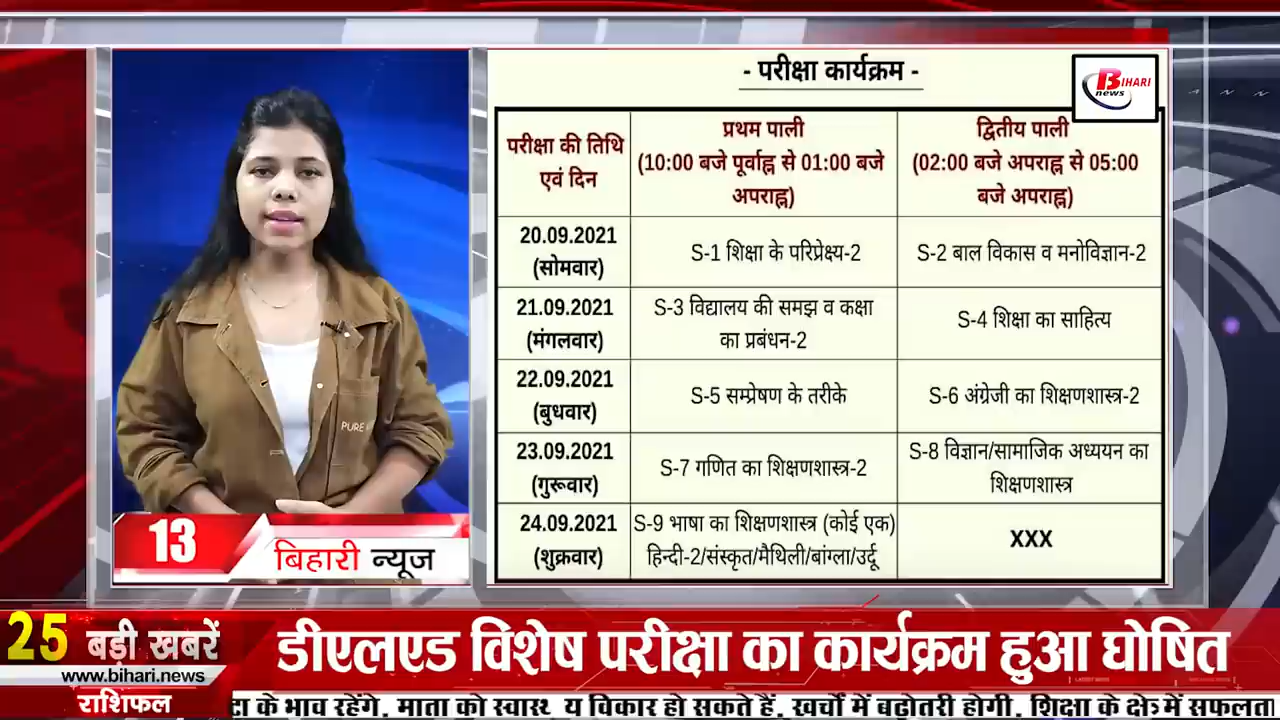 - परीक्षा कार्यक्रम -
BIHARI
news
परीक्षा की तिथि
एवं दिन
प्रथम पाली
(10:00 बजे पूर्वाह्न से 01:00 बजे
अपराह्न)
द्वितीय पाली
(02:00 बजे अपराह्न से 05:00
बजे अपराह्न)
20.09.2021
(सोमवार)
S-1 शिक्षा के परिप्रेक्ष्य-2
S-2 बाल विकास व मनोविज्ञान-2
21.09.2021
(मंगलवार)
S-3 विद्यालय की समझ व कक्षा
का प्रबंधन-2
S-4 शिक्षा का साहित्य
22.09.2021
(बुधवार)
S-5 सम्प्रेषण के तरीके
S-6 अंग्रेजी का शिक्षणशास्त्र-2
23.09.2021
(गुरूवार)
S-7 गणित का शिक्षणशास्त्र-2
S-8 विज्ञान/सामाजिक अध्ययन का
शिक्षणशास्त्र
24.09.2021
(शुक्रवार)
S-9 भाषा का शिक्षणशास्त्र (कोई एक)
हिन्दी-2/संस्कृत/मैथिली/बांग्ला/उर्दू
XXX
PURE
13
बिहारी न्यूज
25 बड़ी खबरें
www.bihari.news
डीएलएड विशेष परीक्षा का कार्यक्रम हुआ घोषित
राशिफल
के भाव रहेंगे. माता को स्वास्थ्य विकार हो सकते हैं. खर्चों में बढ़ोतरी होगी. शिक्षा के क्षेत्र में सफलता